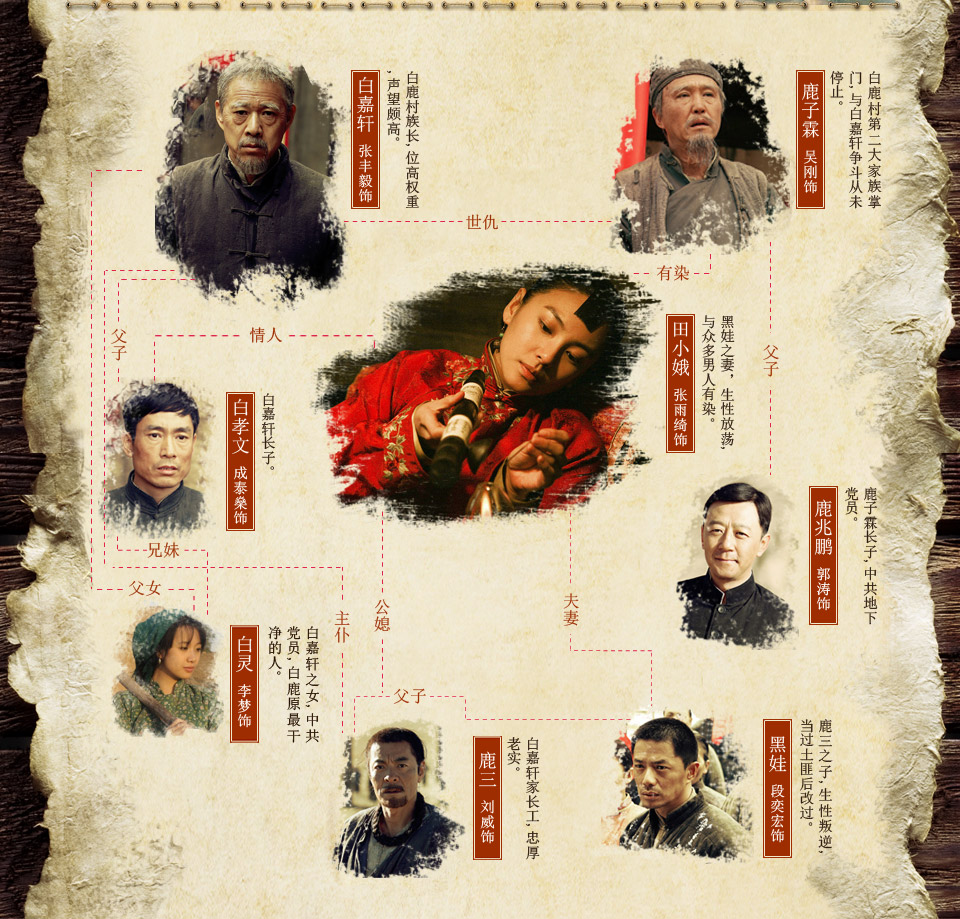 白嘉轩 张丰毅饰
白鹿村族长,位高权重
,声望颇高。
鹿子霖 吴刚饰
白鹿村第二大家族掌
门,与白嘉轩争斗从未
停止。
世仇
有染
情人
父子
父子
田小娥 张雨绮饰
黑娃之妻，生性放荡,
与众多男人有染。
白孝文 成泰燊饰
白嘉轩长子。
鹿兆鹏 郭涛饰
鹿子霖长子,中共地下
党员。
兄妹
父女
主仆
公媳
夫妻
白灵 李梦饰
白嘉轩之女,中共
党员,白鹿原最干
净的人。
父子
鹿三 刘威饰
白嘉轩家长工,忠厚
老实。
黑娃 段奕宏饰
鹿三之子,生性叛逆,
当过土匪后改过。